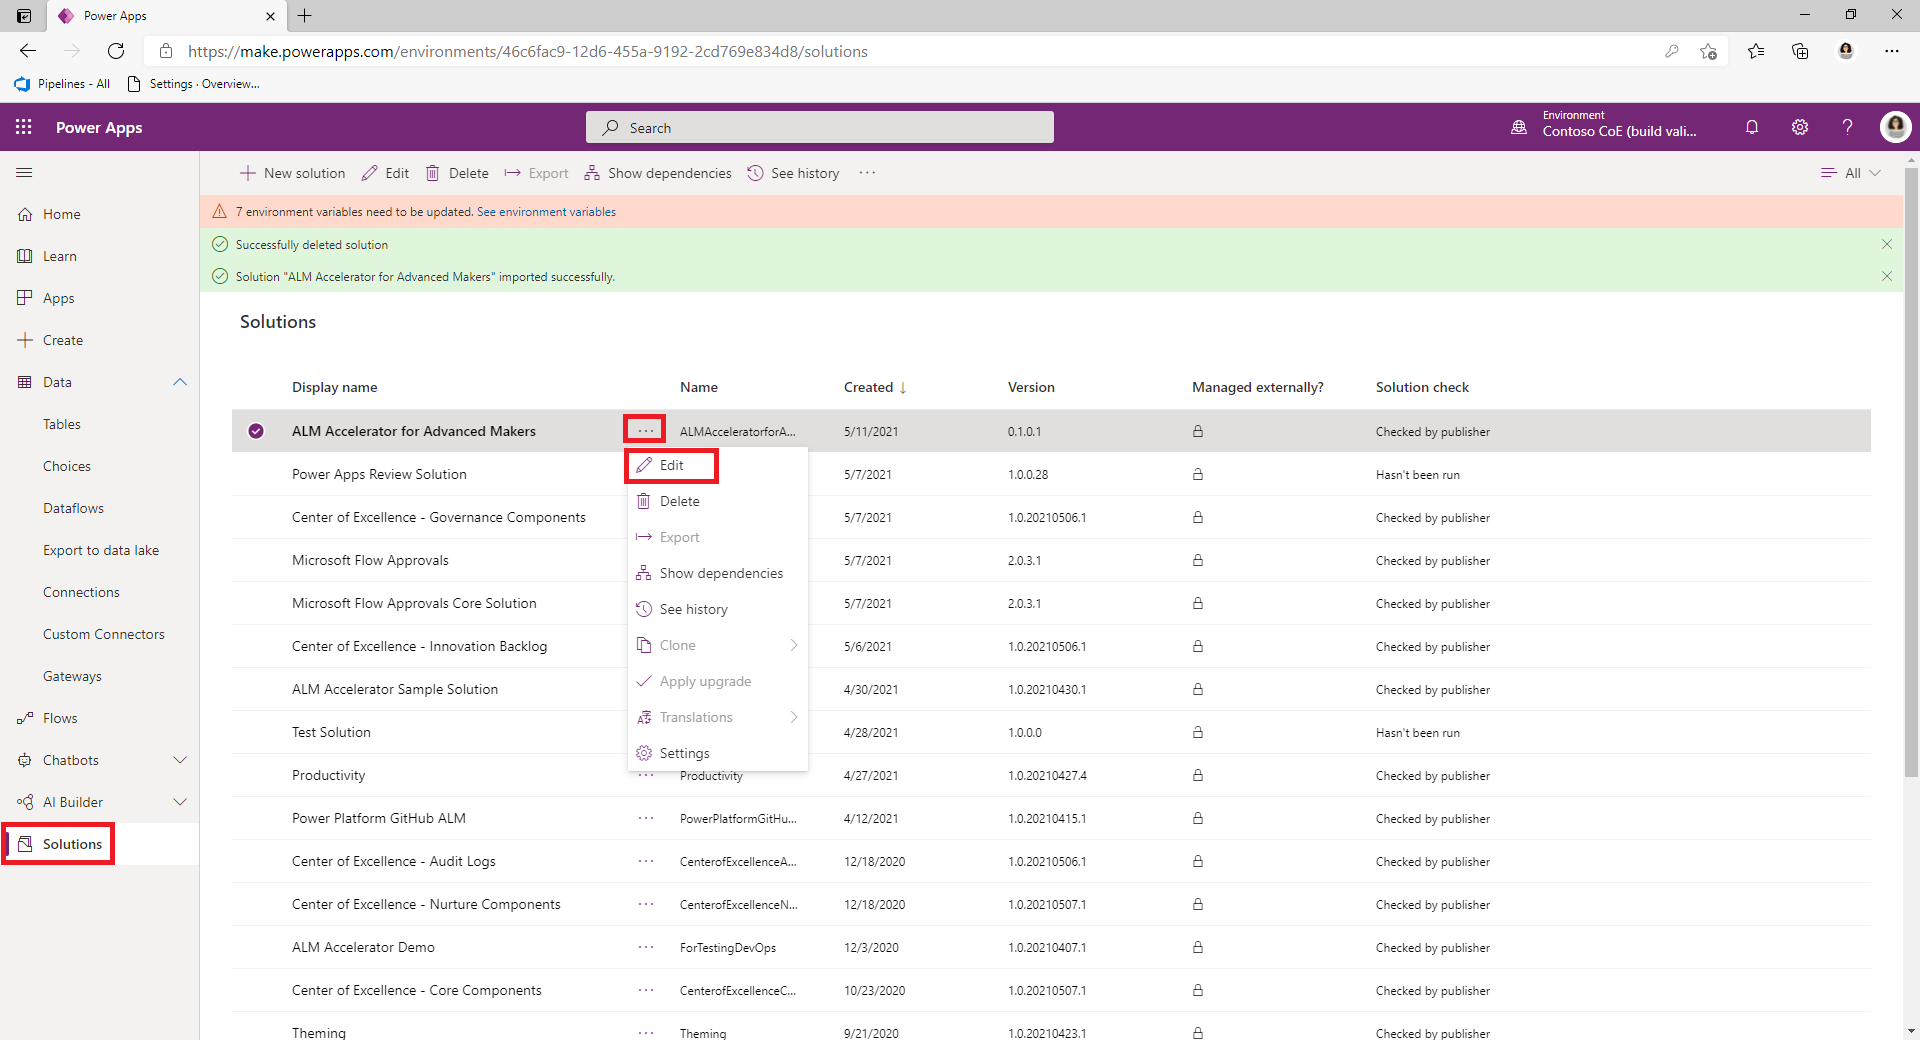 Power Apps
https://make.powerapps.com/environments/46c6fac9-12d6-455a-9192-2cd769e834d8/solutions
Pipelines - All
Settings · Overview...
Power Apps
Search
Environment
Contoso CoE (build vali...
New solution
Edit
Delete
Export
Show dependencies
See history
All
7 environment variables need to be updated. See environment variables
Successfully deleted solution
Solution "ALM Accelerator for Advanced Makers" imported successfully.
Home
Learn
Apps
Create
Data
Tables
Choices
Dataflows
Export to data lake
Connections
Custom Connectors
Gateways
Flows
Chatbots
AI Builder
Solutions
Solutions
Display name Name Created Version Managed externally? Solution check
ALM Accelerator for Advanced Makers ALMAcceleratorforA... 5/11/2021 0.1.0.1 Checked by publisher
Power Apps Review Solution 5/7/2021 1.0.0.28 Hasn't been run
Center of Excellence - Governance Components 5/7/2021 1.0.20210506.1 Checked by publisher
Microsoft Flow Approvals 5/7/2021 2.0.3.1 Checked by publisher
Microsoft Flow Approvals Core Solution 5/7/2021 2.0.3.1 Checked by publisher
Center of Excellence - Innovation Backlog 5/6/2021 1.0.20210506.1 Checked by publisher
ALM Accelerator Sample Solution 4/30/2021 1.0.20210430.1 Checked by publisher
Test Solution 4/28/2021 1.0.0.0 Hasn't been run
Productivity Productivity 4/27/2021 1.0.20210427.4 Checked by publisher
Power Platform GitHub ALM PowerPlatformGitHu... 4/12/2021 1.0.20210415.1 Checked by publisher
Center of Excellence - Audit Logs CenterofExcellenceA... 12/18/2020 1.0.20210506.1 Checked by publisher
Center of Excellence - Nurture Components CenterofExcellenceN... 12/18/2020 1.0.20210507.1 Checked by publisher
ALM Accelerator Demo ForTestingDevOps 12/3/2020 1.0.20210407.1 Checked by publisher
Center of Excellence - Core Components CenterofExcellenceC... 10/23/2020 1.0.20210507.1 Checked by publisher
Theming Theming 9/21/2020 1.0.20210423.1 Checked by publisher
Edit
Delete
Export
Show dependencies
See history
Clone
Apply upgrade
Translations
Settings